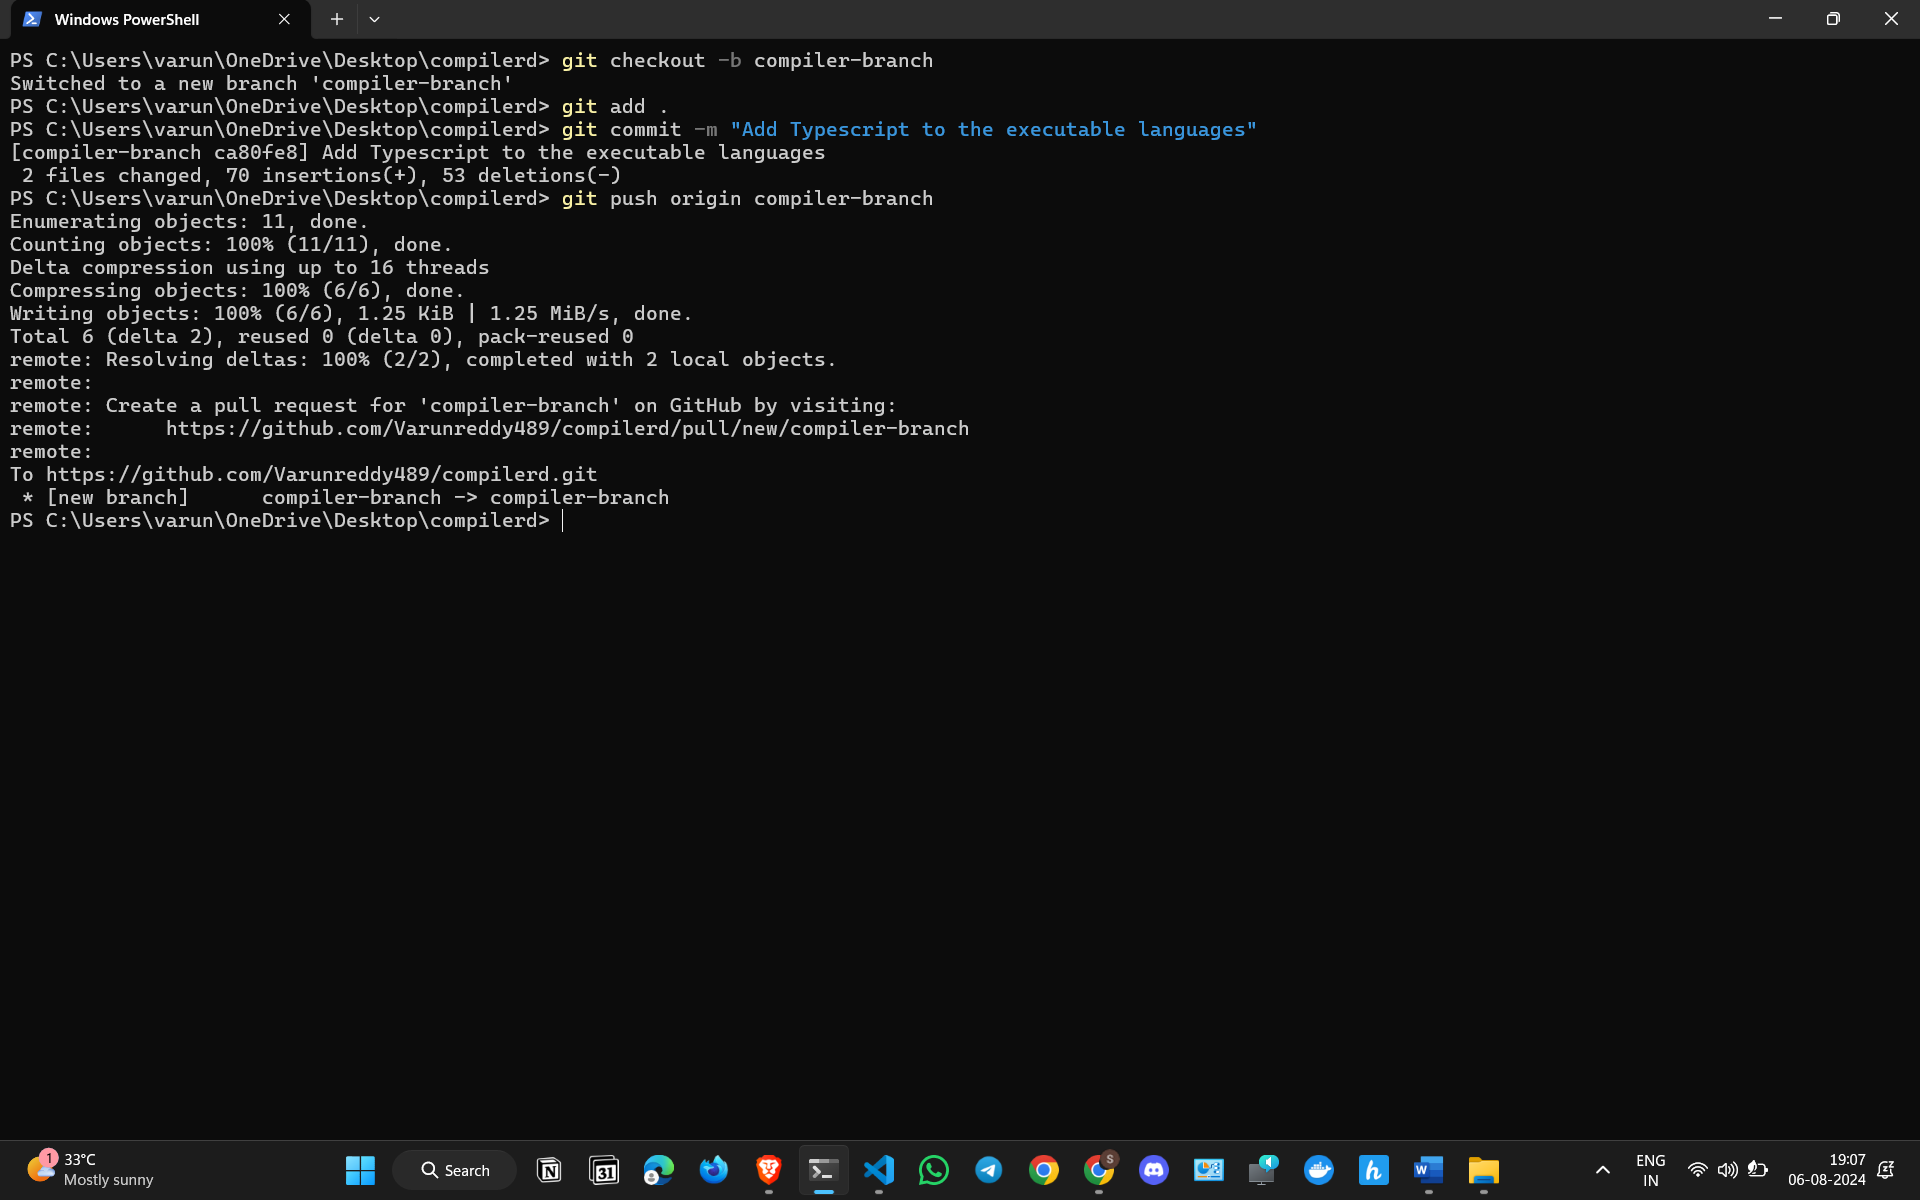 Windows PowerShell
PS C:\Users\varun\OneDrive\Desktop\compilerd> git checkout -b compiler-branch
Switched to a new branch 'compiler-branch'
PS C:\Users\varun\OneDrive\Desktop\compilerd> git add .
PS C:\Users\varun\OneDrive\Desktop\compilerd> git commit -m "Add Typescript to the executable languages"
[compiler-branch ca80fe8] Add Typescript to the executable languages
 2 files changed, 70 insertions(+), 53 deletions(-)
PS C:\Users\varun\OneDrive\Desktop\compilerd> git push origin compiler-branch
Enumerating objects: 11, done.
Counting objects: 100% (11/11), done.
Delta compression using up to 16 threads
Compressing objects: 100% (6/6), done.
Writing objects: 100% (6/6), 1.25 KiB | 1.25 MiB/s, done.
Total 6 (delta 2), reused 0 (delta 0), pack-reused 0
remote: Resolving deltas: 100% (2/2), completed with 2 local objects.
remote:
remote: Create a pull request for 'compiler-branch' on GitHub by visiting:
remote:      https://github.com/Varunreddy489/compilerd/pull/new/compiler-branch
remote:
To https://github.com/Varunreddy489/compilerd.git
 * [new branch]      compiler-branch -> compiler-branch
PS C:\Users\varun\OneDrive\Desktop\compilerd>
1
33°C
Mostly sunny
Search
31
S
h
W
ENG
IN
19:07
06-08-2024